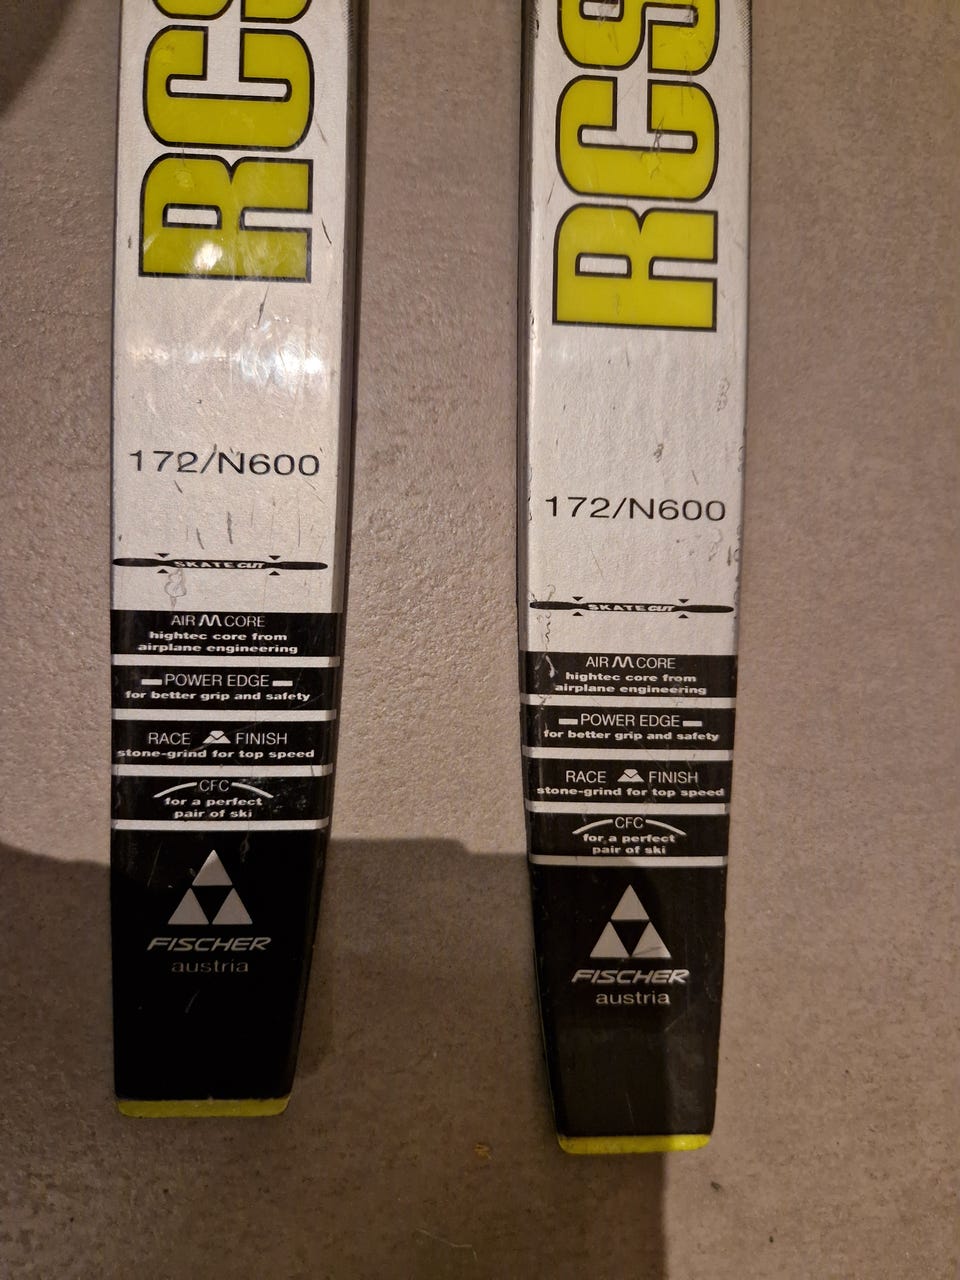 RCS
172/N600
SKATE CUT
AIR CORE
hightec core from
airplane engineering
POWER EDGE
for better grip and safety
RACE FINISH
stone-grind for top speed
CFC
for a perfect
pair of ski
FISCHER
austria
RCS
172/N600
SKATE CUT
AIR CORE
hightec core from
airplane engineering
POWER EDGE
for better grip and safety
RACE FINISH
stone-grind for top speed
CFC
for a perfect
pair of ski
FISCHER
austria